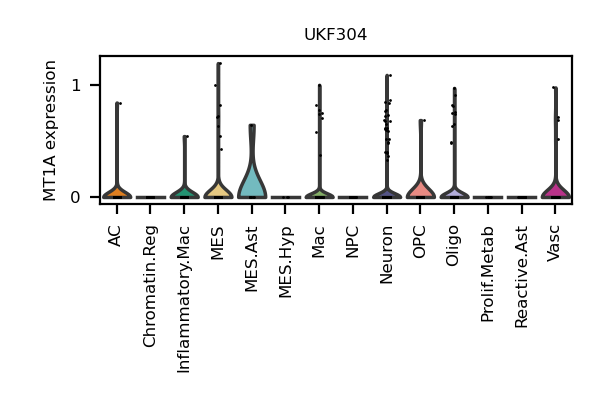 UKF304
MT1A expression
1
0
AC
Chromatin.Reg
Inflammatory.Mac
MES
MES.Ast
MES.Hyp
Mac
NPC
Neuron
OPC
Oligo
Prolif.Metab
Reactive.Ast
Vasc